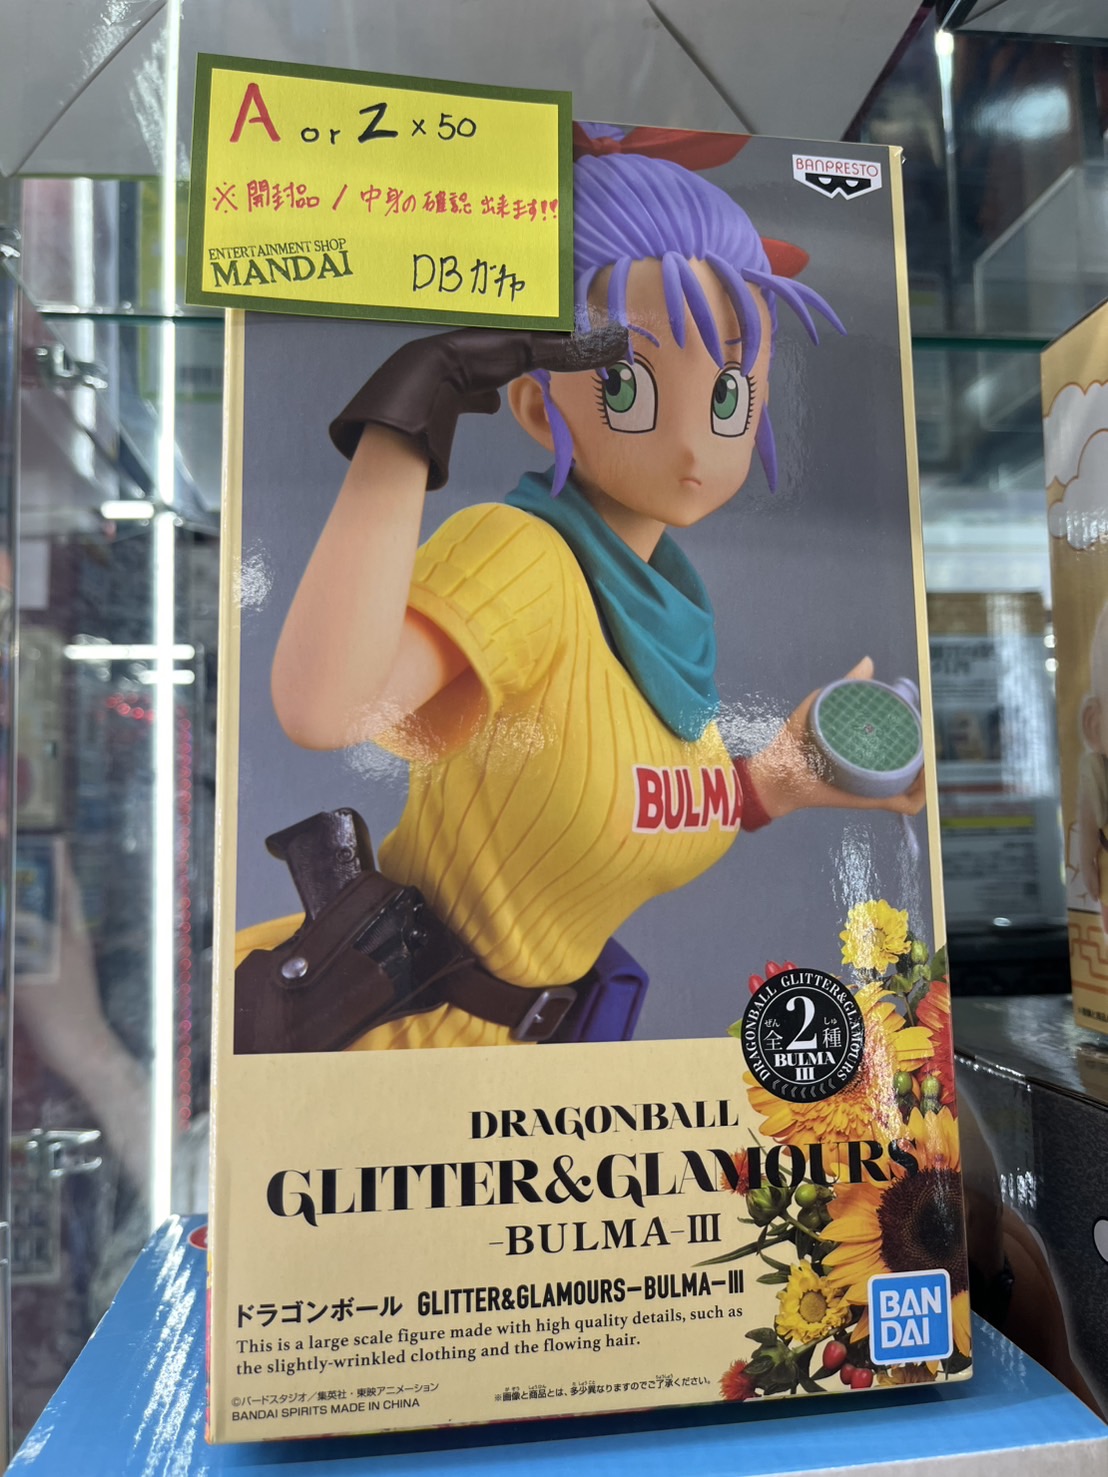 A or Z × 50
※ 開封品 / 中身の確認 出来ます!!
ENTERTAINMENT SHOP
MANDAI
DB ガチャ
BANPRESTO
BULMA
DRAGONBALL GLITTER&GLAMOURS
ぜん しゅ
全2種
BULMA
III
DRAGONBALL
GLITTER&GLAMOURS
-BULMA-III
ドラゴンボール GLITTER&GLAMOURS-BULMA-III
This is a large scale figure made with high quality details, such as
the slightly-wrinkled clothing and the flowing hair.
BAN
DAI
©バードスタジオ/集英社・東映アニメーション
BANDAI SPIRITS MADE IN CHINA
※画像と商品とは、多少異なりますのでご了承ください。